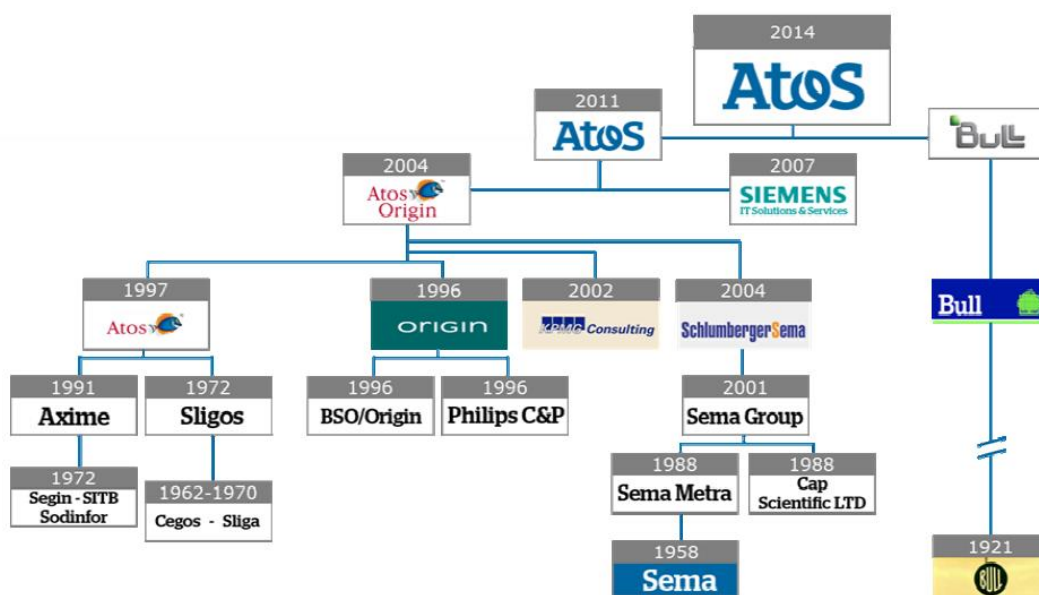 2014
Atos
2011
Atos
Bull
2004
Atos
Origin
2007
SIEMENS
IT Solutions & Services
1997
Atos
1996
ORIGIN
2002
KPMG Consulting
2004
SchlumbergerSema
Bull
1991
Axime
1972
Sligos
1996
BSO/Origin
1996
Philips C&P
2001
Sema Group
1972
Segin - SITB
Sodinfor
1962-1970
Cegos - Sliga
1988
Sema Metra
1988
Cap
Scientific LTD
1958
Sema
1921
BULL